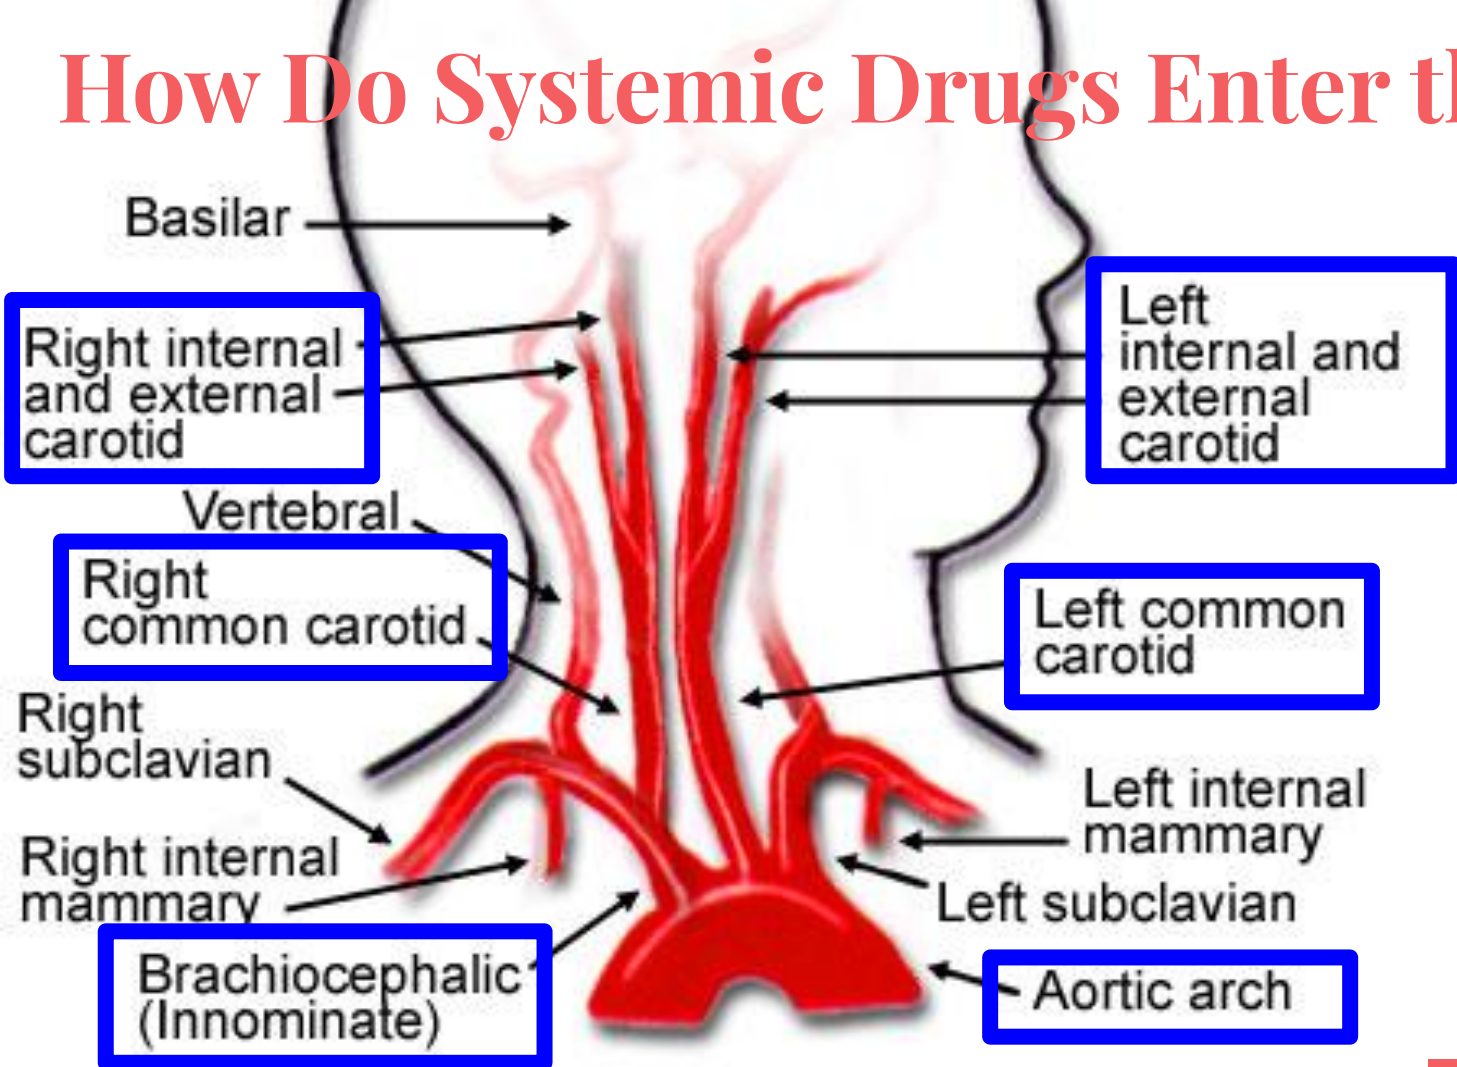 How Do Systemic Drugs Enter th
Basilar
Right internal
and external
carotid
Left
internal and
external
carotid
Vertebral
Right
common carotid
Left common
carotid
Right
subclavian
Left internal
mammary
Right internal
mammary
Left subclavian
Brachiocephalic
(Innominate)
Aortic arch